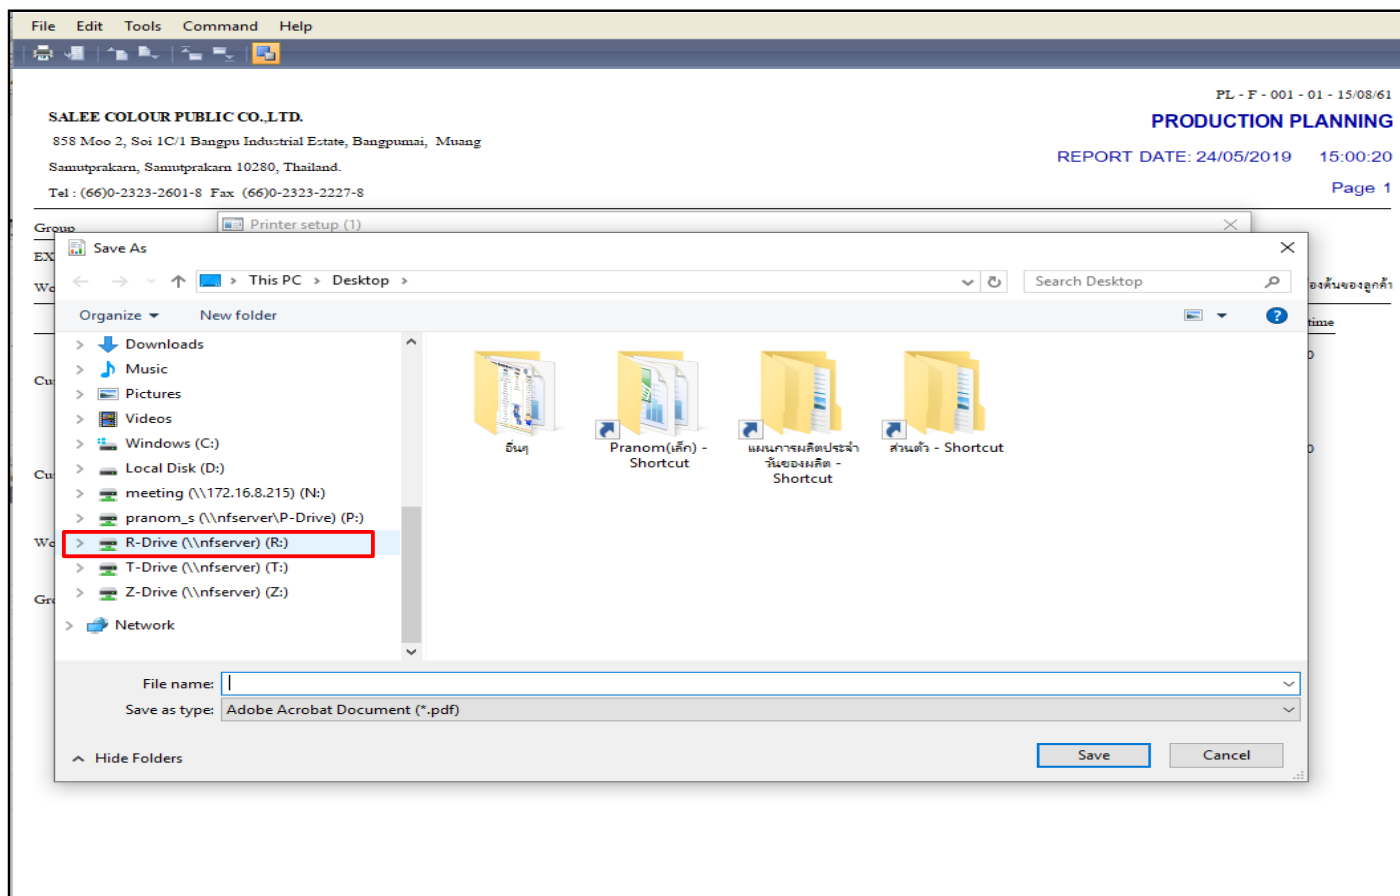 File Edit Tools Command Help
PL - F - 001 - 01 - 15/08/61
SALEE COLOUR PUBLIC CO.,LTD.
PRODUCTION PLANNING
858 Moo 2, Soi 1C/1 Bangpu Industrial Estate, Bangpumai, Muang
Samutprakarn, Samutprakarn 10280, Thailand.
REPORT DATE: 24/05/2019 15:00:20
Tel : (66)0-2323-2601-8 Fax (66)0-2323-2227-8
Page 1
Group
Printer setup (1)
Save As
EX
This PC > Desktop >
Search Desktop
Organize
New folder
time
Downloads
Music
Pictures
Videos
Windows (C:)
Local Disk (D:)
meeting (\\172.16.8.215) (N:)
pranom_s (\\nfserver\P-Drive) (P:)
R-Drive (\\nfserver) (R:)
T-Drive (\\nfserver) (T:)
Z-Drive (\\nfserver) (Z:)
Network
อื่นๆ
Pranom(เล็ก) -
Shortcut
แผนการผลิตประจำ
วันของผลิต -
Shortcut
ส่วนตัว - Shortcut
File name:
Save as type: Adobe Acrobat Document (*.pdf)
Hide Folders
Save
Cancel